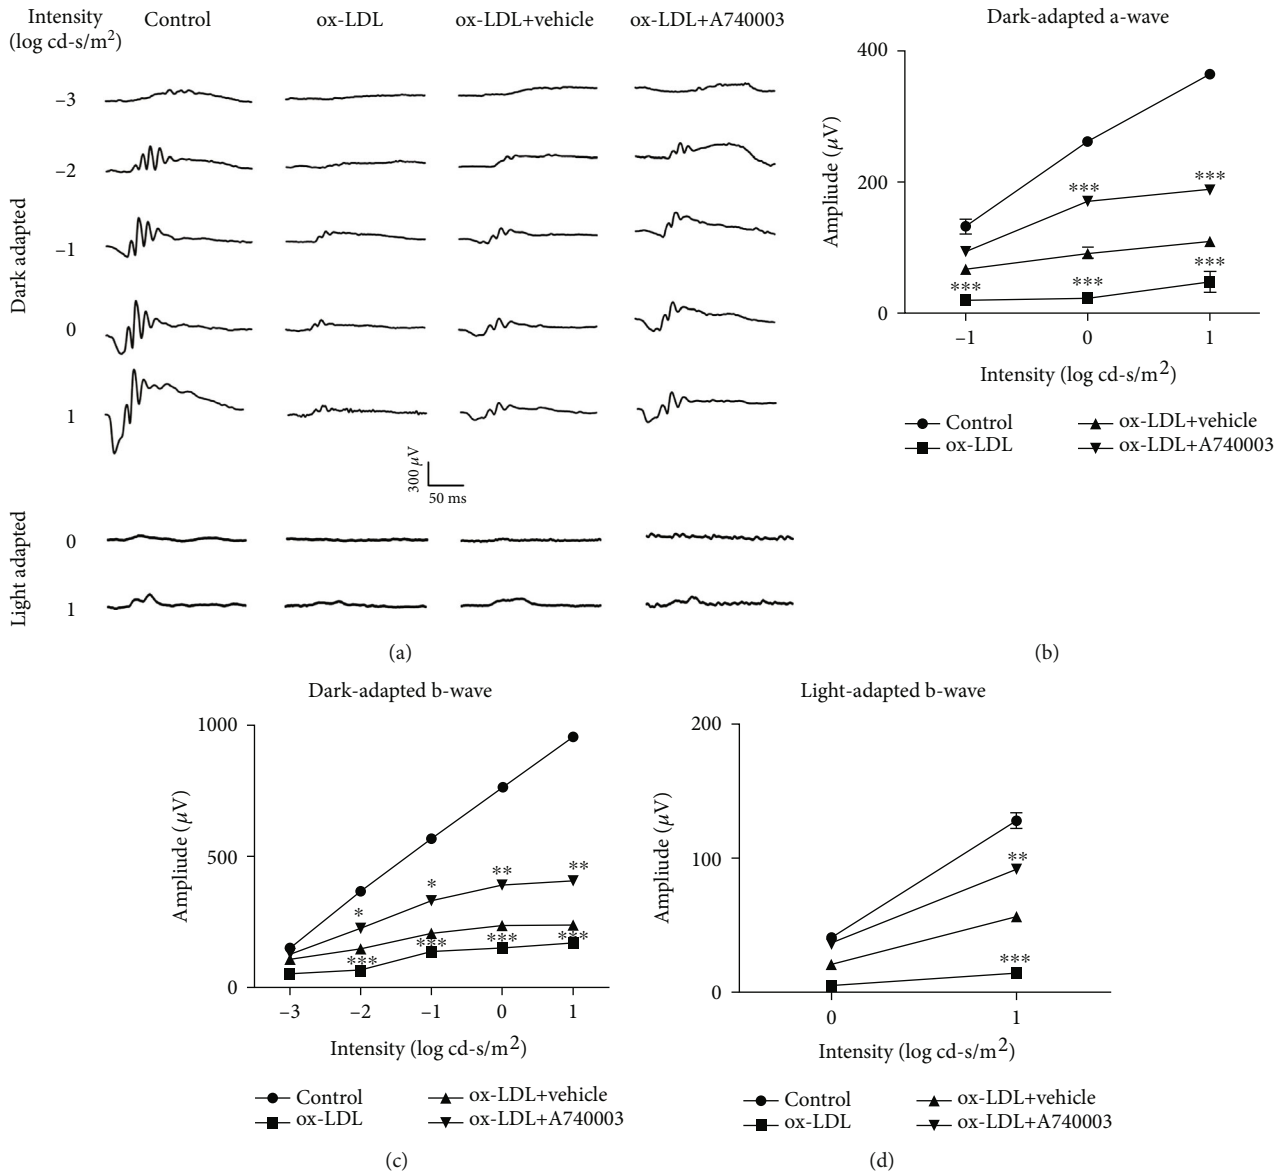 Intensity
(log cd-s/m2)
Control
ox-LDL
ox-LDL+vehicle
ox-LDL+A740003
Dark adapted
–3
–2
–1
0
1
300 μV
50 ms
Light adapted
0
1
(a)
Dark-adapted a-wave
Ampliude (μV)
400
200
0
***
***
***
***
***
–1
0
1
Intensity (log cd-s/m2)
Control
ox-LDL
ox-LDL+vehicle
ox-LDL+A740003
(b)
Dark-adapted b-wave
Ampliude (μV)
1000
500
0
*
*
**
**
***
***
***
***
–3
–2
–1
0
1
Intensity (log cd-s/m2)
Control
ox-LDL
ox-LDL+vehicle
ox-LDL+A740003
(c)
Light-adapted b-wave
Ampliude (μV)
200
100
0
**
***
0
1
Intensity (log cd-s/m2)
Control
ox-LDL
ox-LDL+vehicle
ox-LDL+A740003
(d)